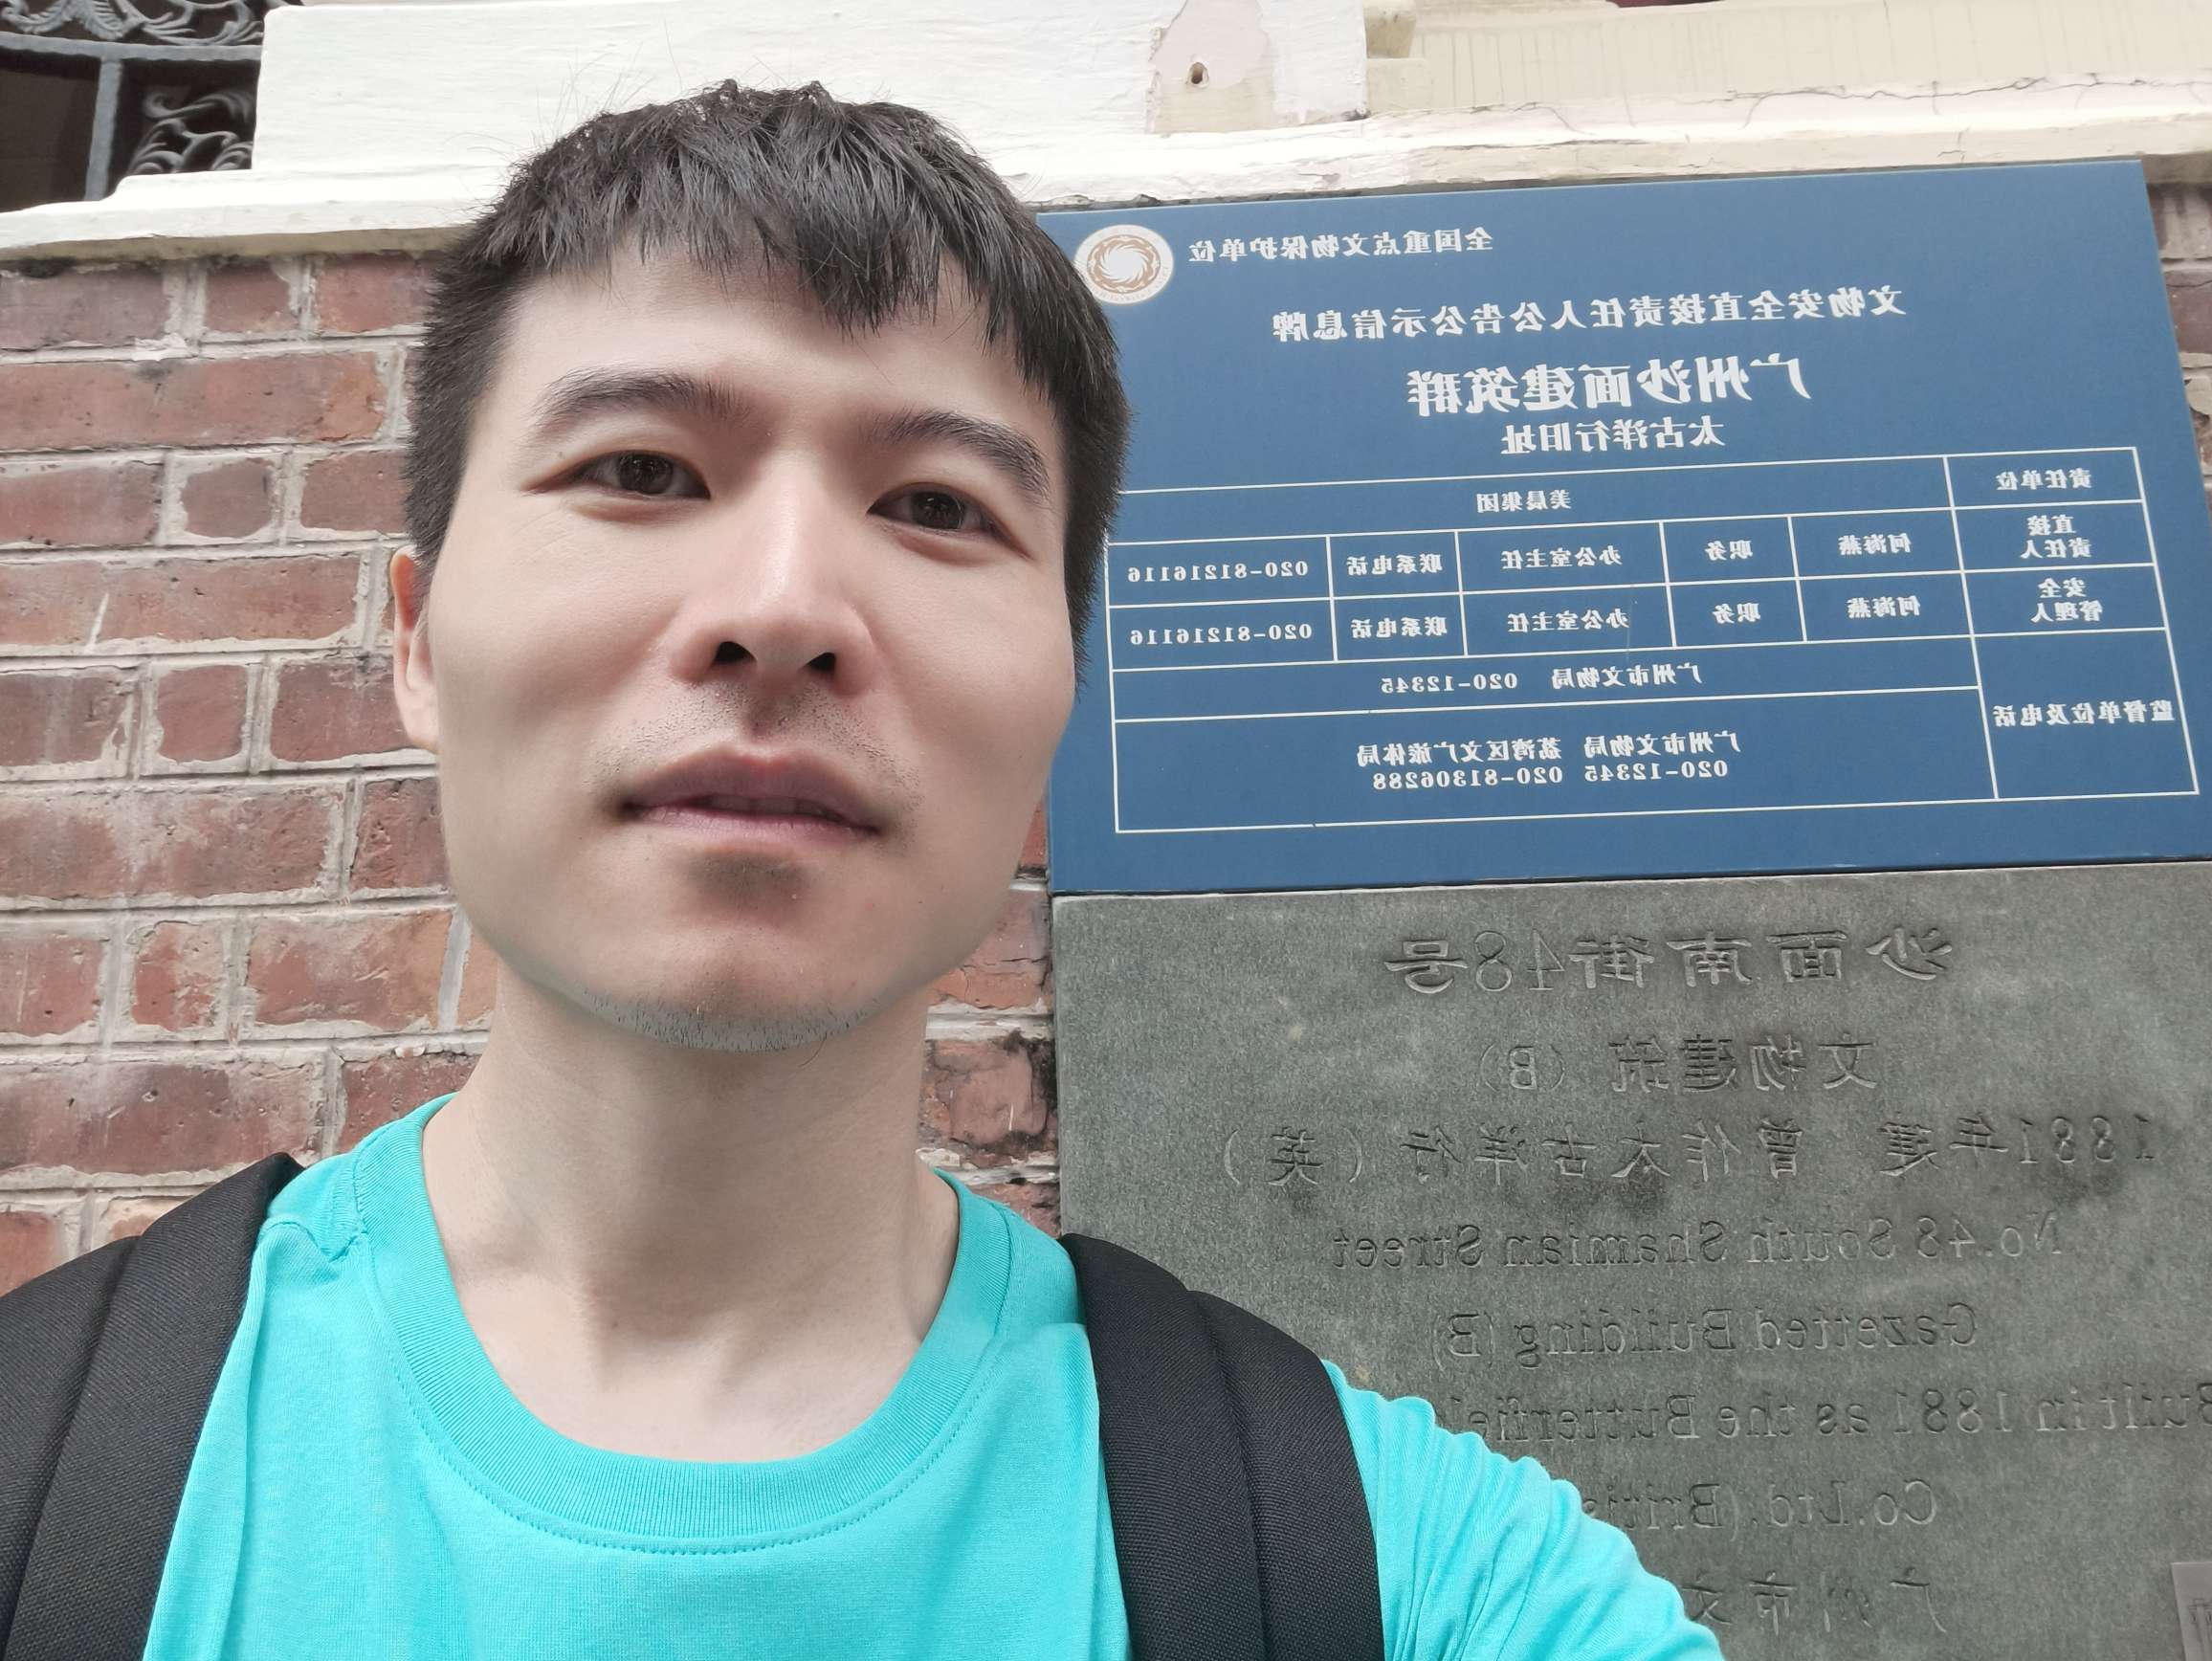 全国重点文物保护单位
文物安全直接责任人公告公示信息牌
广州沙面建筑群
太古洋行旧址
责任单位 美晨集团
直接责任人 何海燕 职务 办公室主任 联系电话 020-81216116
安全管理人 何海燕 职务 办公室主任 联系电话 020-81216116
监督单位及电话 广州市文物局 020-12345
广州市文物局 荔湾区文广旅体局
020-12345 020-81306288
沙面南街48号
文物建筑（B）
1881年建 曾作太古洋行（英）
No.48 South Shamian Street
Gazetted Building (B)
Built in 1881 as the Butterfiel
Co.Ltd.(Britis
广州市文